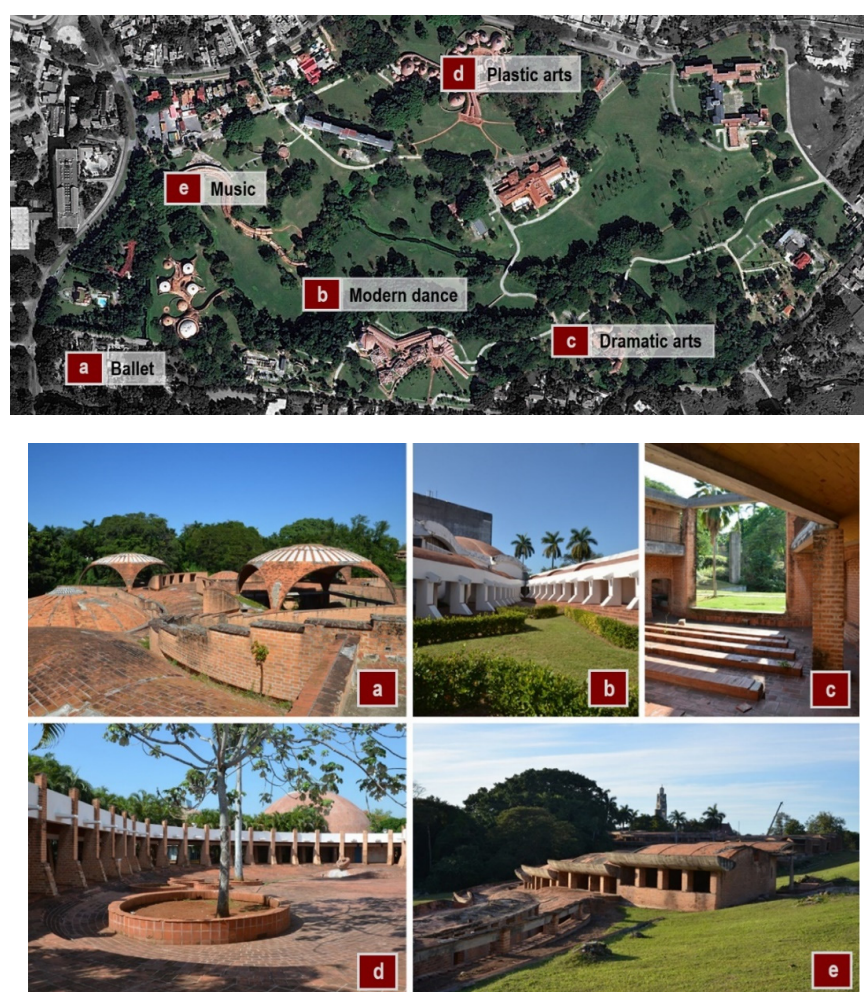 d Plastic arts
e Music
b Modern dance
c Dramatic arts
a Ballet
a
b
c
d
e